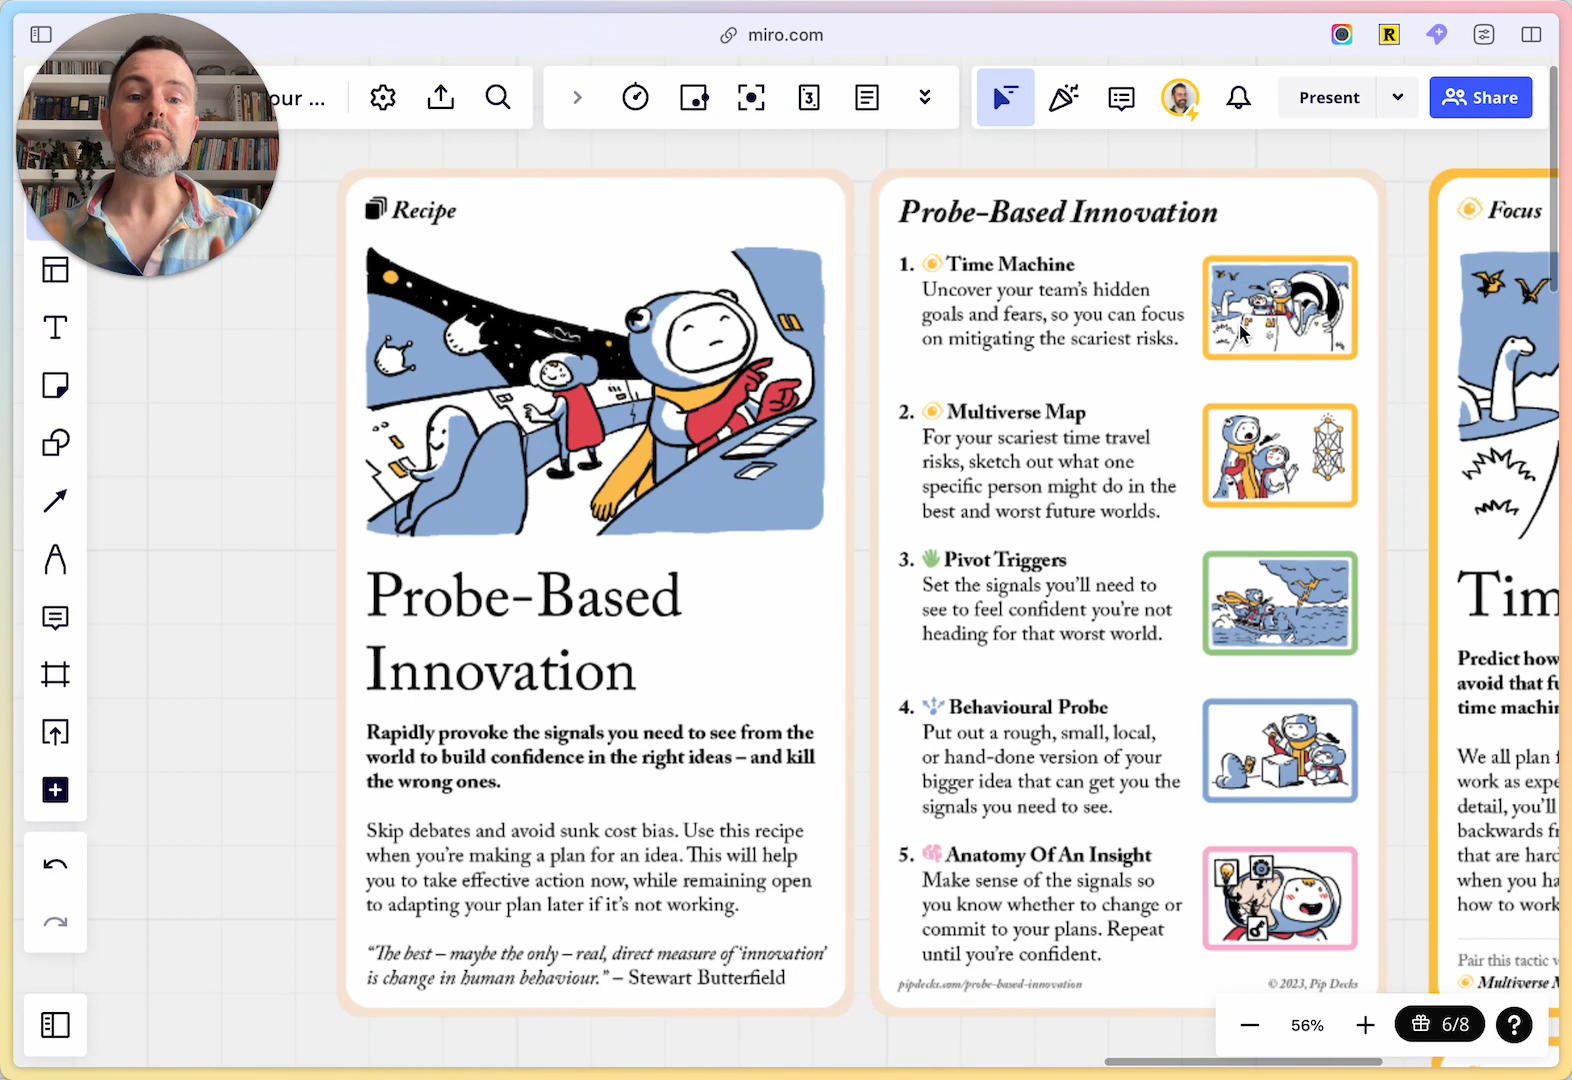 miro.com
our ...
3
Present
Share
Recipe
Probe-Based
Innovation
Rapidly provoke the signals you need to see from the
world to build confidence in the right ideas – and kill
the wrong ones.
Skip debates and avoid sunk cost bias. Use this recipe
when you're making a plan for an idea. This will help
you to take effective action now, while remaining open
to adapting your plan later if it's not working.
“The best – maybe the only – real, direct measure of ‘innovation’
is change in human behaviour.” – Stewart Butterfield
Probe-Based Innovation
1. Time Machine
Uncover your team's hidden
goals and fears, so you can focus
on mitigating the scariest risks.
2. Multiverse Map
For your scariest time travel
risks, sketch out what one
specific person might do in the
best and worst future worlds.
3. Pivot Triggers
Set the signals you'll need to
see to feel confident you're not
heading for that worst world.
4. Behavioural Probe
Put out a rough, small, local,
or hand-done version of your
bigger idea that can get you the
signals you need to see.
5. Anatomy Of An Insight
Make sense of the signals so
you know whether to change or
commit to your plans. Repeat
until you're confident.
pipdecks.com/probe-based-innovation
© 2023, Pip Decks
Focus
Tim
Predict how
avoid that fu
time machin
We all plan
work as expe
detail, you'll
backwards fr
that are hard
when you ha
how to work
Pair this tactic
Multiverse M
56%
6/8
?
R
T